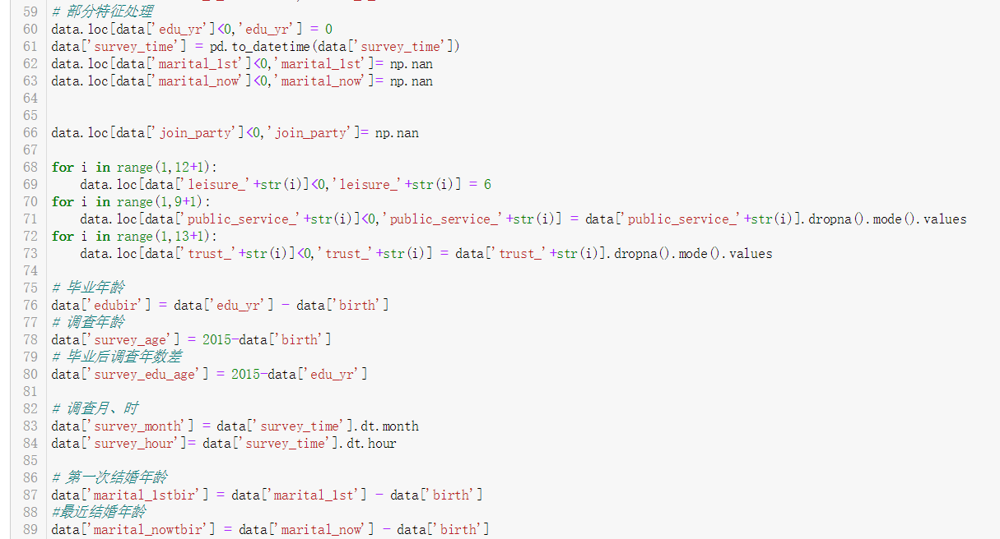 59 # 部分特征处理
60 data.loc[data['edu_yr']<0,'edu_yr'] = 0
61 data['survey_time'] = pd.to_datetime(data['survey_time'])
62 data.loc[data['marital_1st']<0,'marital_1st']= np.nan
63 data.loc[data['marital_now']<0,'marital_now']= np.nan
64
65
66 data.loc[data['join_party']<0,'join_party']= np.nan
67
68 for i in range(1,12+1):
69     data.loc[data['leisure_'+str(i)]<0,'leisure_'+str(i)] = 6
70 for i in range(1,9+1):
71     data.loc[data['public_service_'+str(i)]<0,'public_service_'+str(i)] = data['public_service_'+str(i)].dropna().mode().values
72 for i in range(1,13+1):
73     data.loc[data['trust_'+str(i)]<0,'trust_'+str(i)] = data['trust_'+str(i)].dropna().mode().values
74
75 # 毕业年龄
76 data['edubir'] = data['edu_yr'] - data['birth']
77 # 调查年龄
78 data['survey_age'] = 2015-data['birth']
79 # 毕业后调查年数差
80 data['survey_edu_age'] = 2015-data['edu_yr']
81
82 # 调查月、时
83 data['survey_month'] = data['survey_time'].dt.month
84 data['survey_hour']= data['survey_time'].dt.hour
85
86 # 第一次结婚年龄
87 data['marital_1stbir'] = data['marital_1st'] - data['birth']
88 #最近结婚年龄
89 data['marital_nowtbir'] = data['marital_now'] - data['birth']